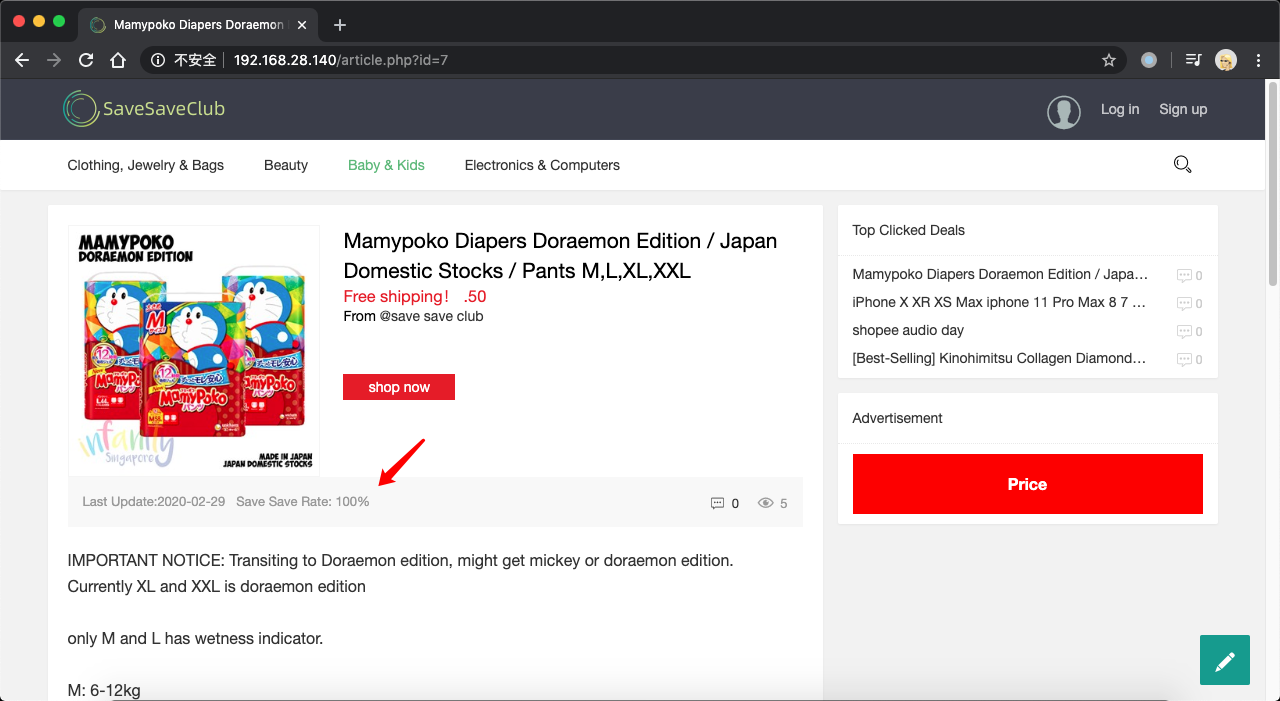 Mamypoko Diapers Doraemon
不安全 192.168.28.140/article.php?id=7
SaveSaveClub
Log in Sign up
Clothing, Jewelry & Bags Beauty Baby & Kids Electronics & Computers
MAMYPOKO
DORAEMON EDITION
MamyPoko
パンツ
infanity
Singapore
MADE IN JAPAN
JAPAN DOMESTIC STOCKS
Mamypoko Diapers Doraemon Edition / Japan
Domestic Stocks / Pants M,L,XL,XXL
Free shipping! .50
From @save save club
shop now
Last Update:2020-02-29 Save Save Rate: 100%
0 5
IMPORTANT NOTICE: Transiting to Doraemon edition, might get mickey or doraemon edition.
Currently XL and XXL is doraemon edition
only M and L has wetness indicator.
M: 6-12kg
Top Clicked Deals
Mamypoko Diapers Doraemon Edition / Japa... 0
iPhone X XR XS Max iphone 11 Pro Max 8 7 ... 0
shopee audio day 0
[Best-Selling] Kinohimitsu Collagen Diamond... 0
Advertisement
Price